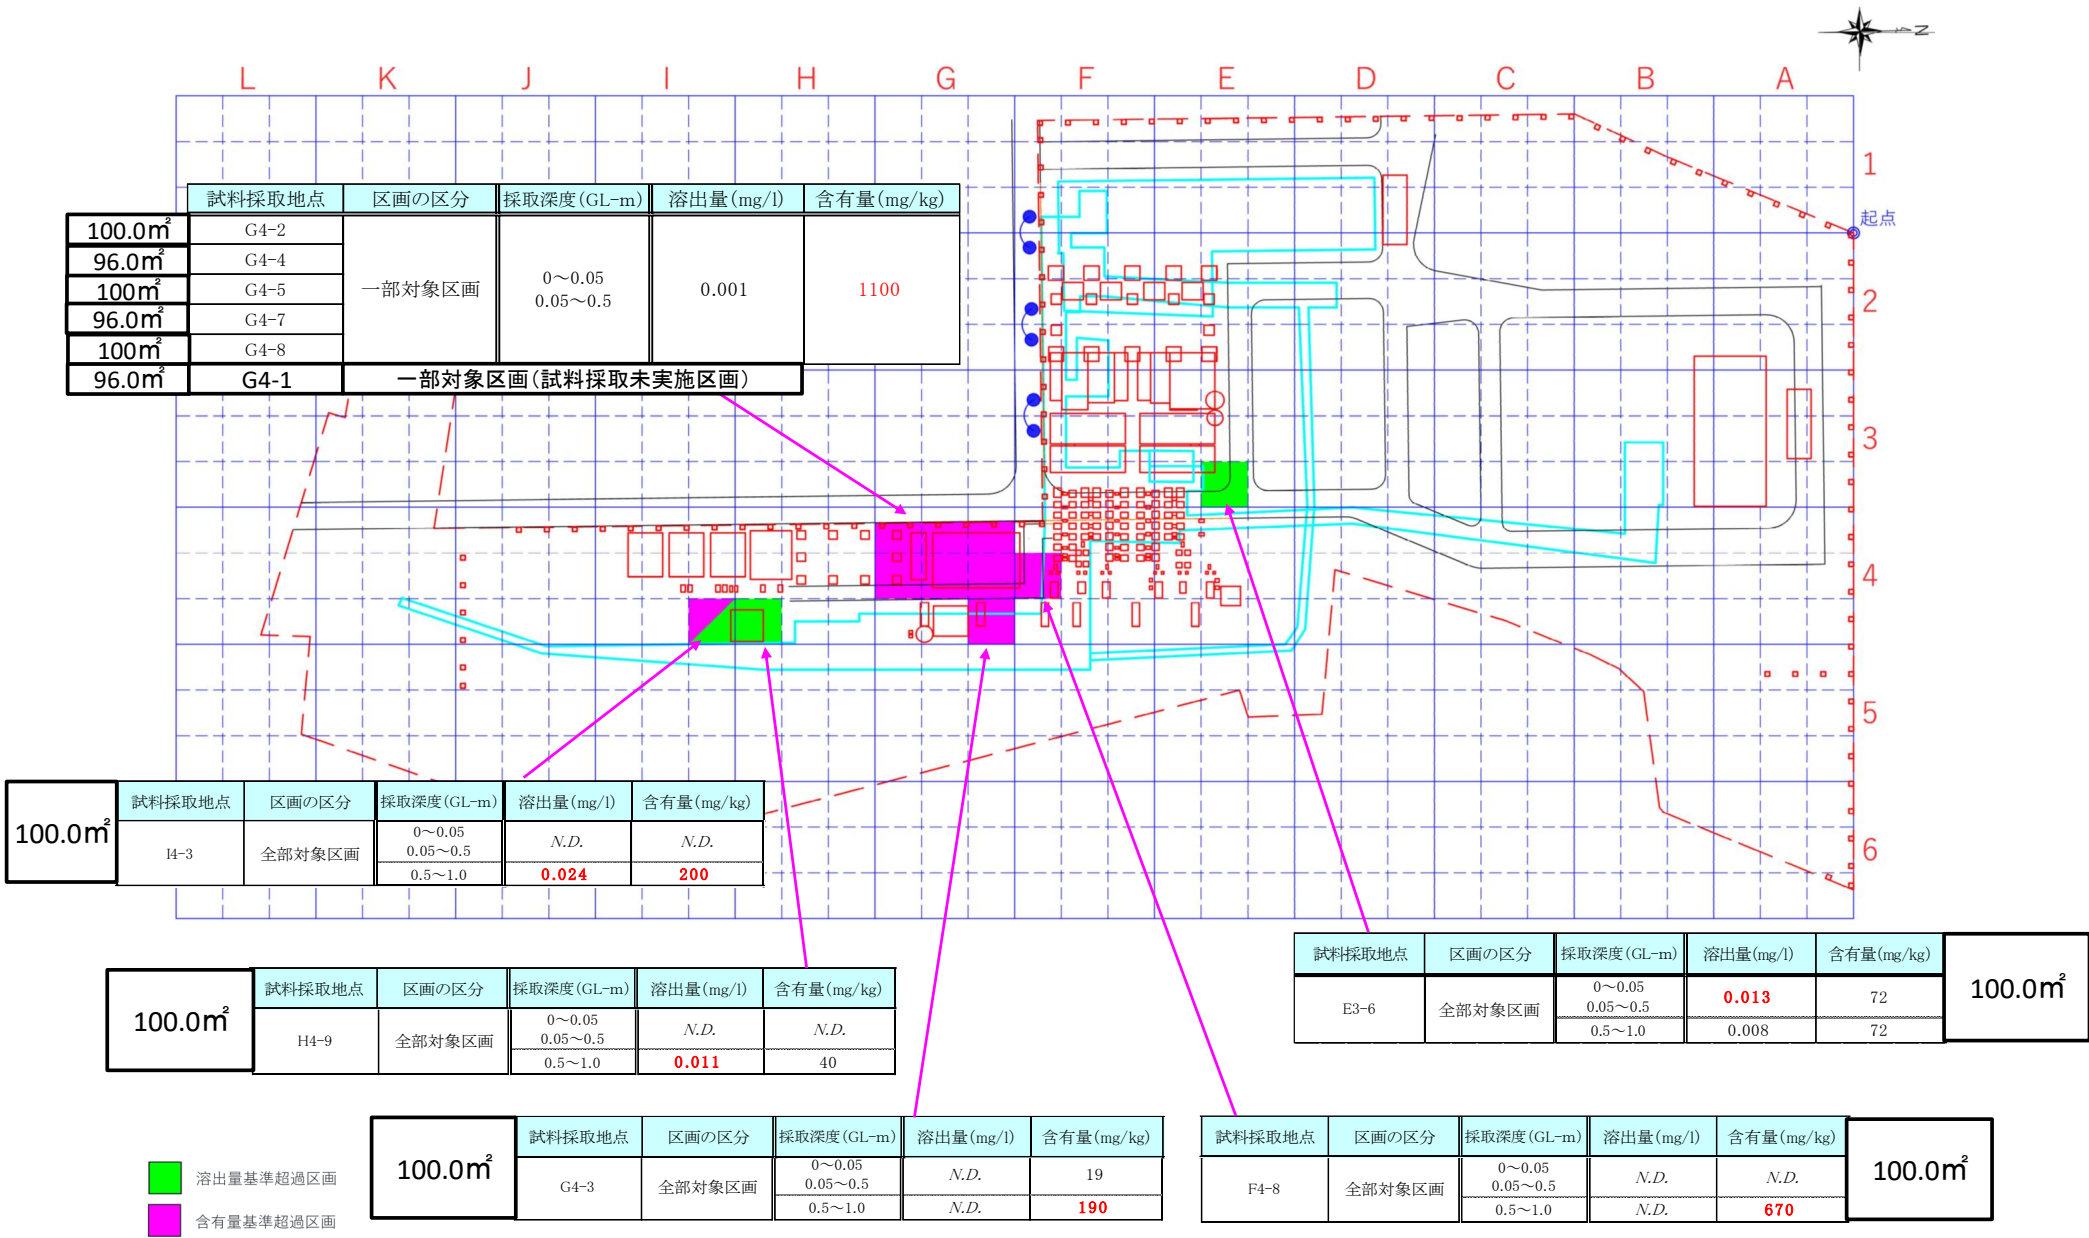 N
L K J I H G F E D C B A
1
起点
2
3
4
5
6
試料採取地点 区画の区分 採取深度(GL-m) 溶出量(mg/l) 含有量(mg/kg)
100.0㎡ G4-2
96.0㎡ G4-4
100㎡ G4-5 一部対象区画 0～0.05 0.001 1100
0.05～0.5
96.0㎡ G4-7
100㎡ G4-8
96.0㎡ G4-1 一部対象区画(試料採取未実施区画)
試料採取地点 区画の区分 採取深度(GL-m) 溶出量(mg/l) 含有量(mg/kg)
100.0㎡ I4-3 全部対象区画 0～0.05 N.D. N.D.
0.05～0.5
0.5～1.0 0.024 200
試料採取地点 区画の区分 採取深度(GL-m) 溶出量(mg/l) 含有量(mg/kg)
E3-6 全部対象区画 0～0.05 0.013 72 100.0㎡
0.05～0.5
0.5～1.0 0.008 72
試料採取地点 区画の区分 採取深度(GL-m) 溶出量(mg/l) 含有量(mg/kg)
100.0㎡ H4-9 全部対象区画 0～0.05 N.D. N.D.
0.05～0.5
0.5～1.0 0.011 40
試料採取地点 区画の区分 採取深度(GL-m) 溶出量(mg/l) 含有量(mg/kg)
100.0㎡ G4-3 全部対象区画 0～0.05 N.D. 19
0.05～0.5
0.5～1.0 N.D. 190
試料採取地点 区画の区分 採取深度(GL-m) 溶出量(mg/l) 含有量(mg/kg)
F4-8 全部対象区画 0～0.05 N.D. N.D. 100.0㎡
0.05～0.5
0.5～1.0 N.D. 670
溶出量基準超過区画
含有量基準超過区画